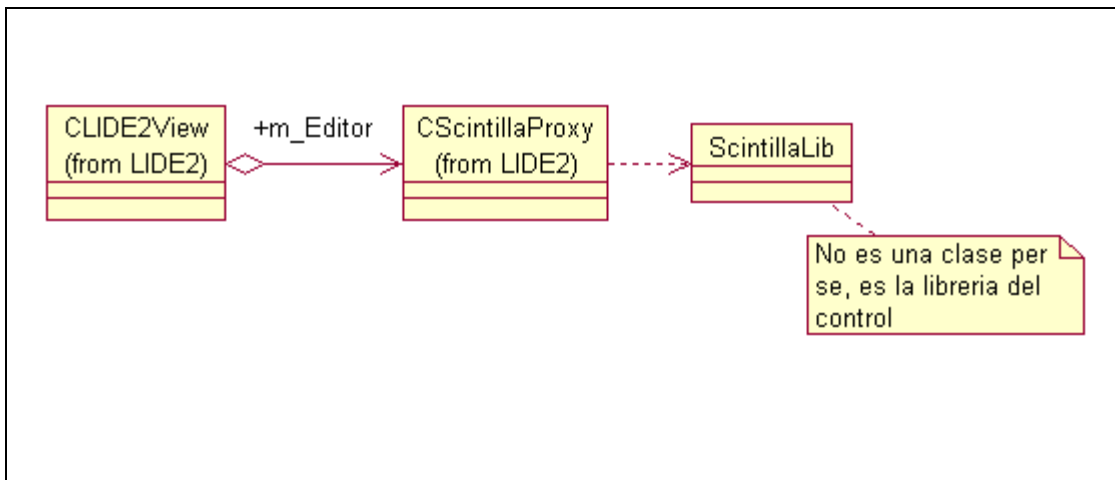 CLIDE2View
(from LIDE2)
+m_Editor
CScintillaProxy
(from LIDE2)
ScintillaLib
No es una clase per
se, es la libreria del
control